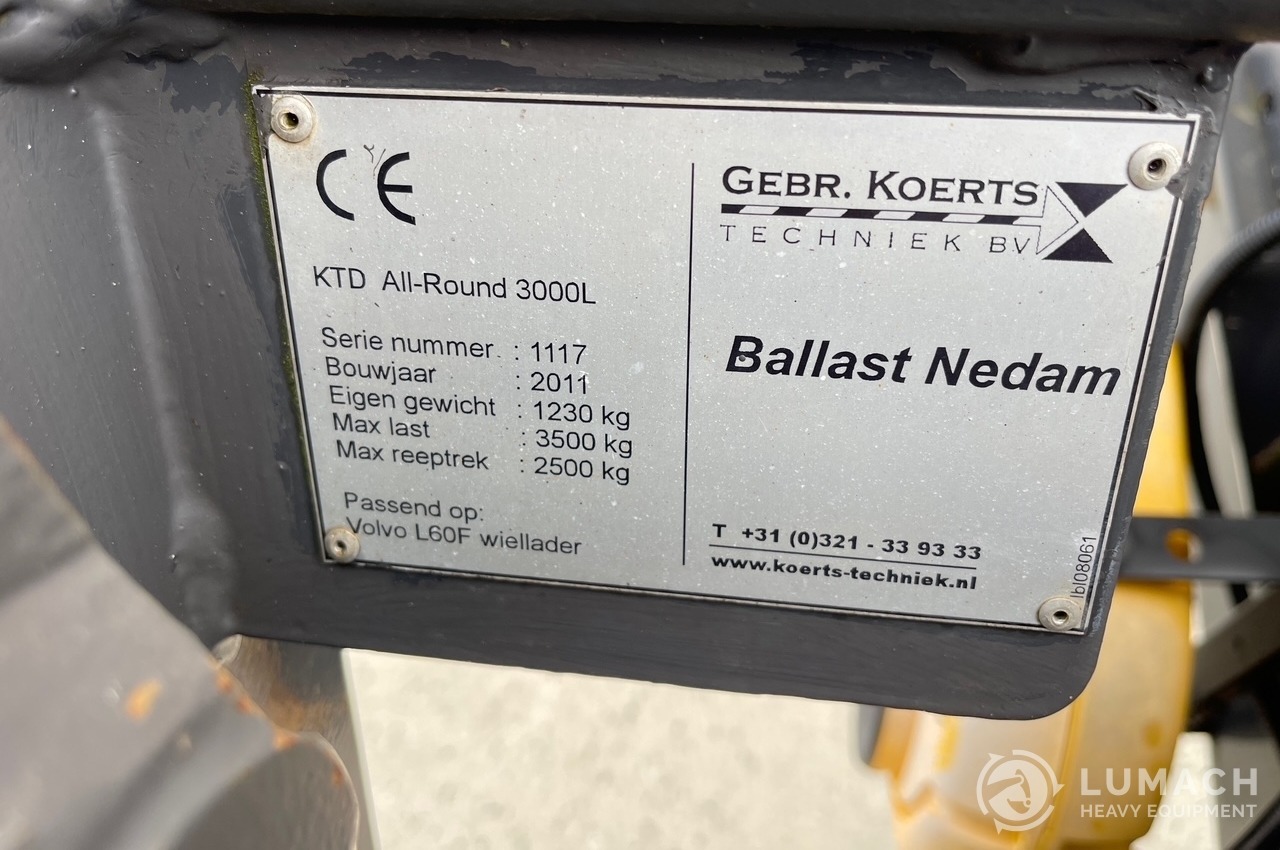 CE
KTD All-Round 3000L
Serie nummer : 1117
Bouwjaar : 2011
Eigen gewicht : 1230 kg
Max last : 3500 kg
Max reeptrek : 2500 kg
Passend op:
Volvo L60F wiellader
GEBR. KOERTS
TECHNIEK BV
Ballast Nedam
T +31 (0)321 - 33 93 33
www.koerts-techniek.nl
lbl08061
LUMACH
HEAVY EQUIPMENT